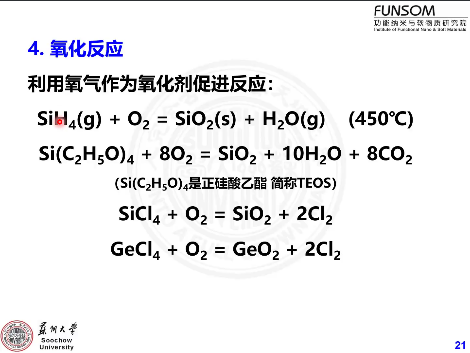 FUNSOM
功能纳米与软物质研究院
Institute of Functional Nano & Soft Materials
4. 氧化反应
利用氧气作为氧化剂促进反应：
SiH₄(g) + O₂ = SiO₂(s) + H₂O(g) (450℃)
Si(C₂H₅O)₄ + 8O₂ = SiO₂ + 10H₂O + 8CO₂
(Si(C₂H₅O)₄是正硅酸乙酯 简称TEOS)
SiCl₄ + O₂ = SiO₂ + 2Cl₂
GeCl₄ + O₂ = GeO₂ + 2Cl₂
苏州大学
Soochow
University
21